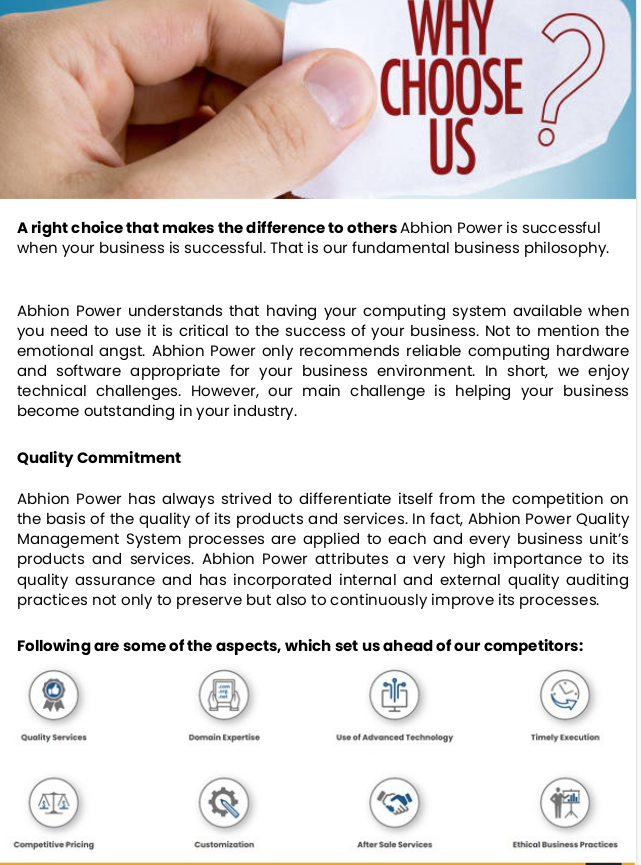 WHY
CHOOSE
US
?
A right choice that makes the difference to others Abhion Power is successful
when your business is successful. That is our fundamental business philosophy.
Abhion Power understands that having your computing system available when
you need to use it is critical to the success of your business. Not to mention the
emotional angst. Abhion Power only recommends reliable computing hardware
and software appropriate for your business environment. In short, we enjoy
technical challenges. However, our main challenge is helping your business
become outstanding in your industry.
Quality Commitment
Abhion Power has always strived to differentiate itself from the competition on
the basis of the quality of its products and services. In fact, Abhion Power Quality
Management System processes are applied to each and every business unit's
products and services. Abhion Power attributes a very high importance to its
quality assurance and has incorporated internal and external quality auditing
practices not only to preserve but also to continuously improve its processes.
Following are some of the aspects, which set us ahead of our competitors:
.com
.org
.net
Quality Services
Domain Expertise
Use of Advanced Technology
Timely Execution
Competitive Pricing
Customization
After Sale Services
Ethical Business Practices